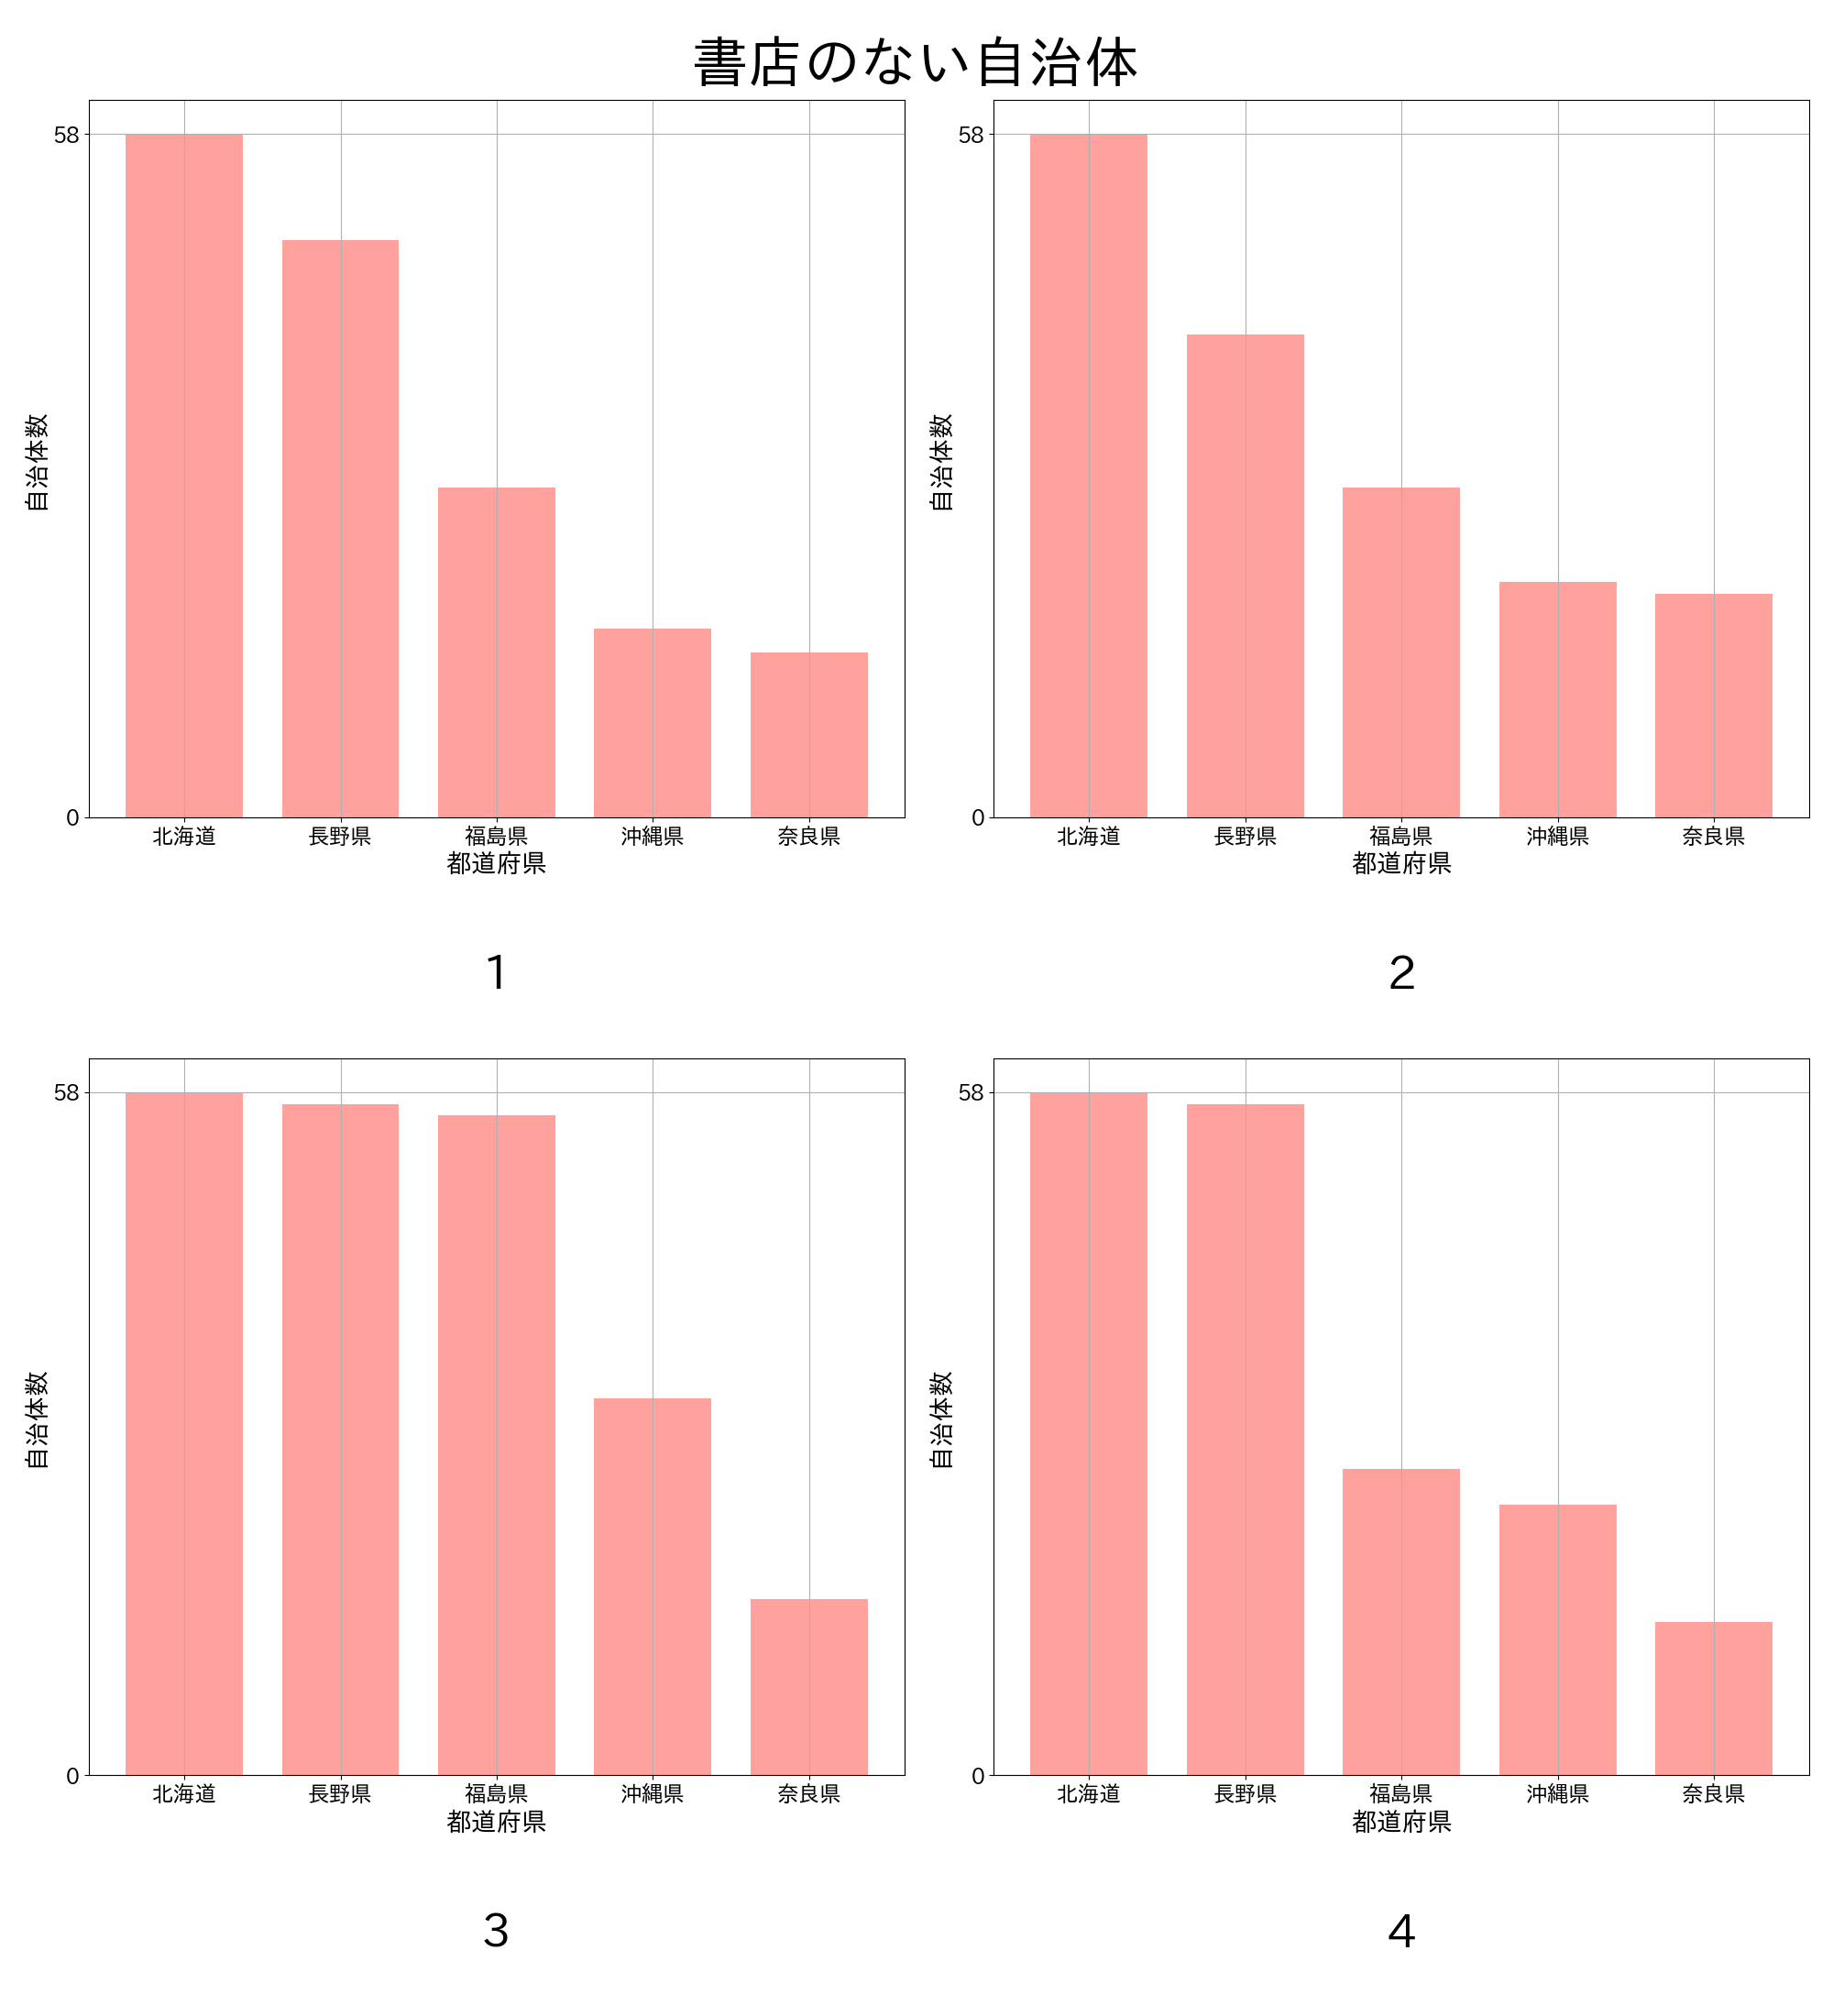 書店のない自治体
58
0
自治体数
北海道 長野県 福島県 沖縄県 奈良県
都道府県
1
58
0
自治体数
北海道 長野県 福島県 沖縄県 奈良県
都道府県
2
58
0
自治体数
北海道 長野県 福島県 沖縄県 奈良県
都道府県
3
58
0
自治体数
北海道 長野県 福島県 沖縄県 奈良県
都道府県
4